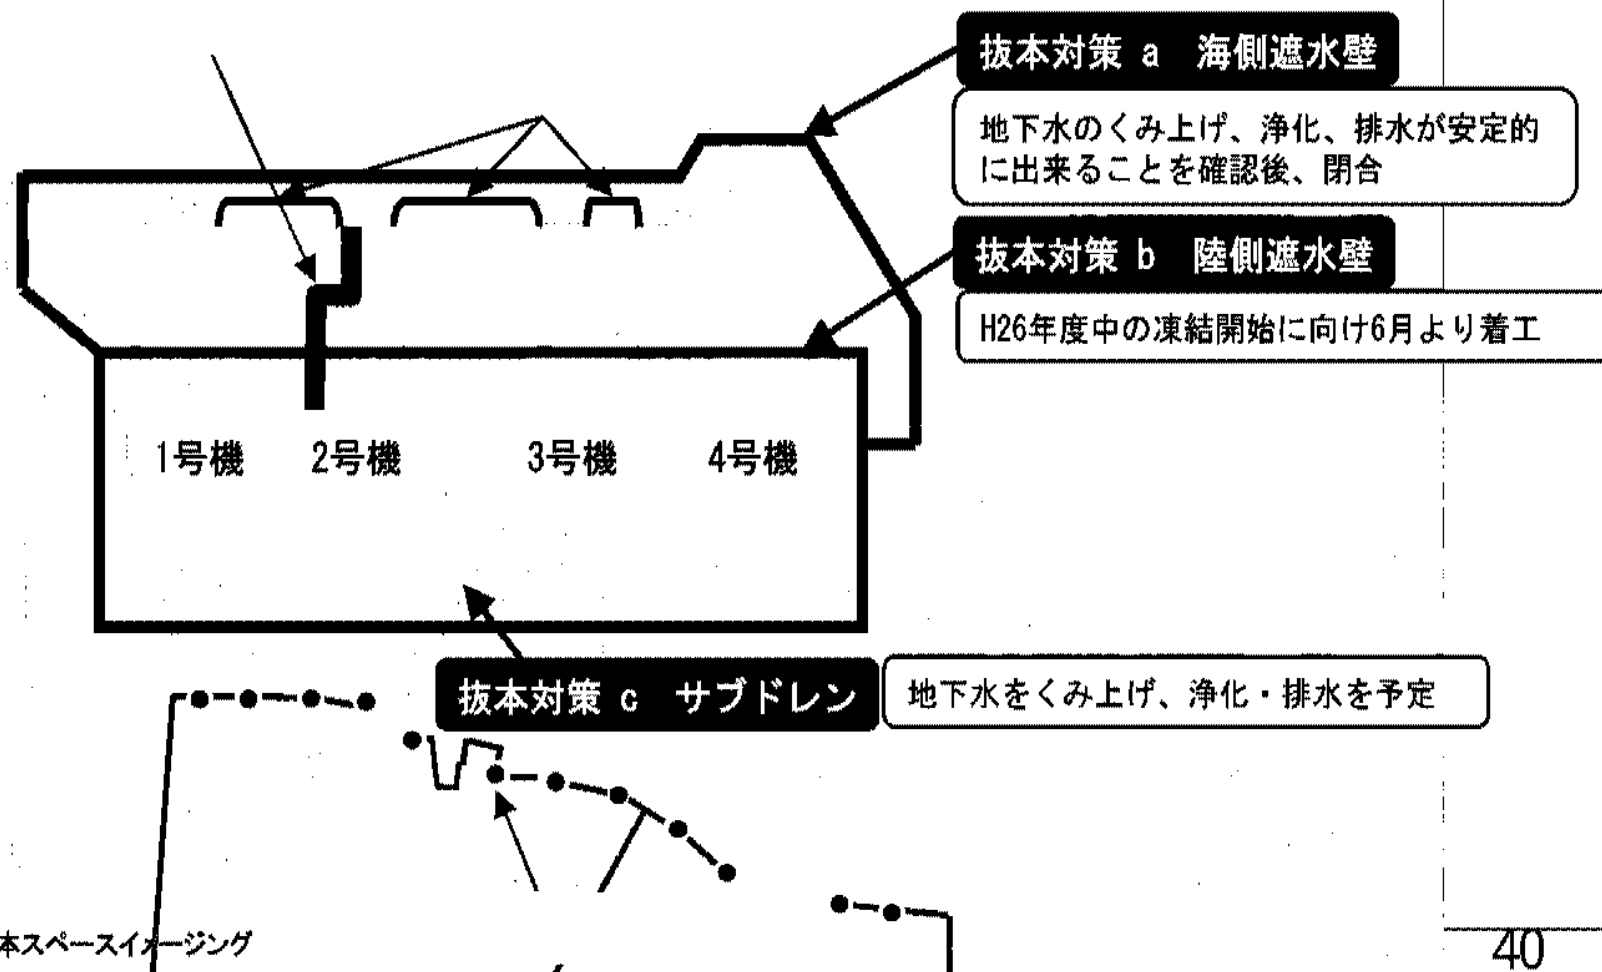 抜本対策 a 海側遮水壁
地下水のくみ上げ、浄化、排水が安定的
に出来ることを確認後、閉合
抜本対策 b 陸側遮水壁
H26年度中の凍結開始に向け6月より着工
1号機 2号機 3号機 4号機
抜本対策 c サブドレン
地下水をくみ上げ、浄化・排水を予定
本スペースイメージング
40